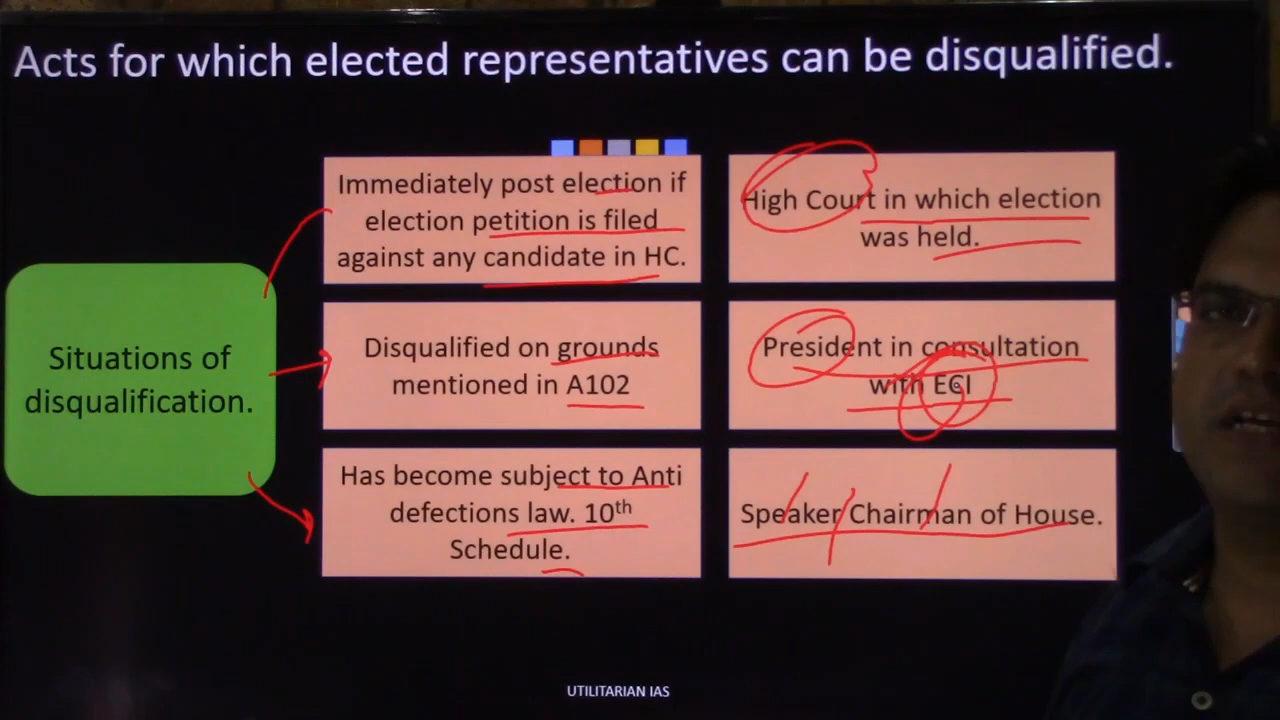 Acts for which elected representatives can be disqualified.
Situations of
disqualification.
Immediately post election if
election petition is filed
against any candidate in HC.
High Court in which election
was held.
Disqualified on grounds
mentioned in A102
President in consultation
with ECI
Has become subject to Anti
defections law. 10th
Schedule.
Speaker Chairman of House.
UTILITARIAN IAS